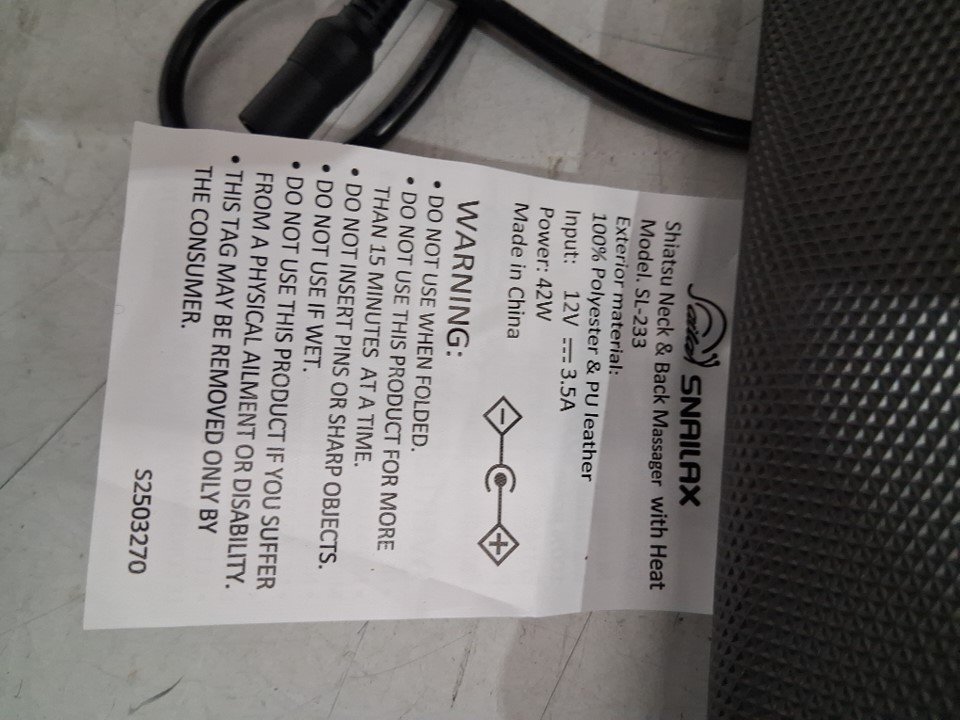 SNAILAX
Shiatsu Neck & Back Massager with Heat
Model. SL-233
Exterior material:
100% Polyester & PU leather
Input: 12V ⎓ 3.5A
Power: 42W
Made in China
- +
WARNING:
• DO NOT USE WHEN FOLDED.
• DO NOT USE THIS PRODUCT FOR MORE
THAN 15 MINUTES AT A TIME.
• DO NOT INSERT PINS OR SHARP OBJECTS.
• DO NOT USE IF WET.
• DO NOT USE THIS PRODUCT IF YOU SUFFER
FROM A PHYSICAL AILMENT OR DISABILITY.
• THIS TAG MAY BE REMOVED ONLY BY
THE CONSUMER.
S2503270